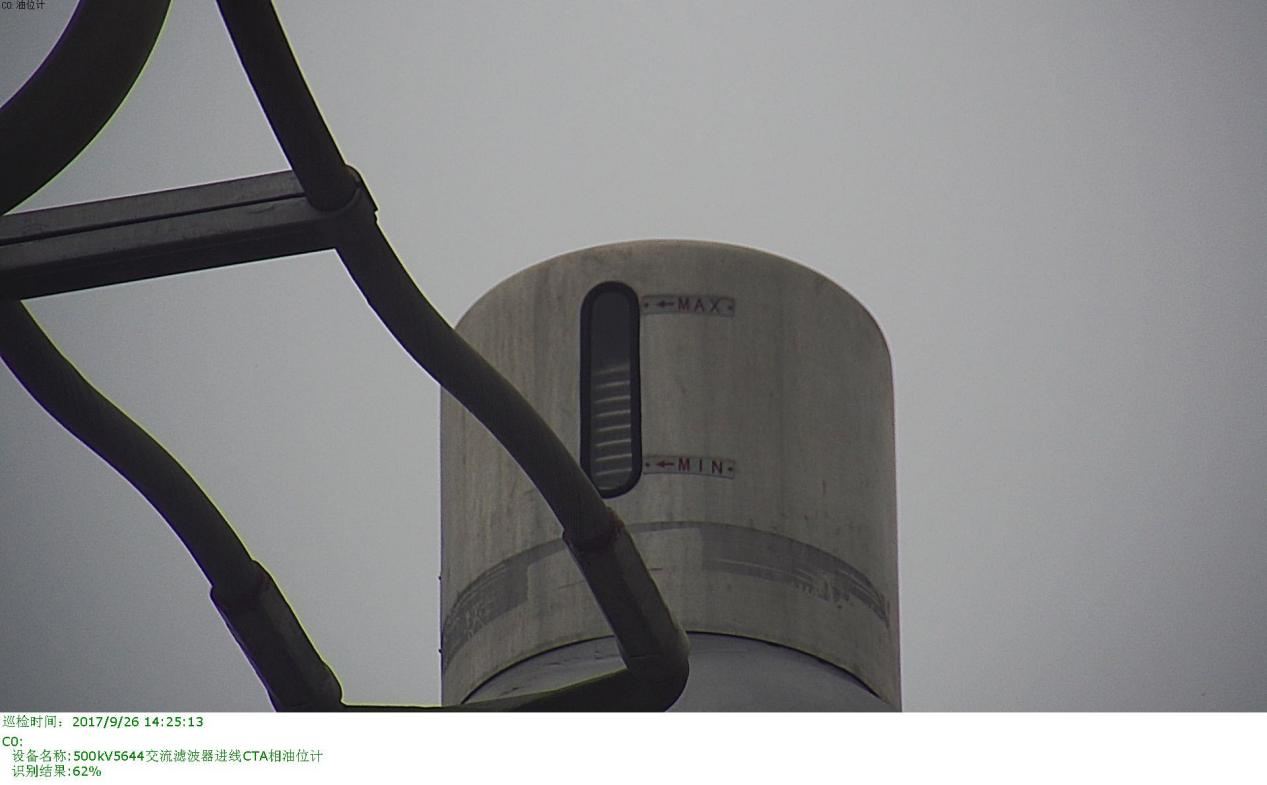 C0: 油位计
←MAX
←MIN
巡检时间: 2017/9/26 14:25:13
C0:
设备名称:500kV5644交流滤波器进线CTA相油位计
识别结果:62%